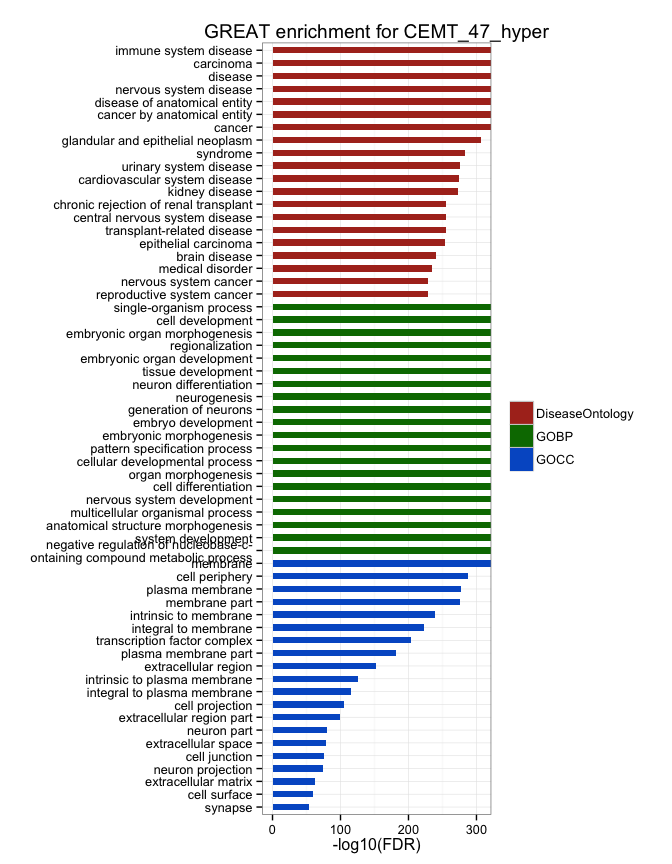 GREAT enrichment for CEMT_47_hyper
immune system disease
carcinoma
disease
nervous system disease
disease of anatomical entity
cancer by anatomical entity
cancer
glandular and epithelial neoplasm
syndrome
urinary system disease
cardiovascular system disease
kidney disease
chronic rejection of renal transplant
central nervous system disease
transplant-related disease
epithelial carcinoma
brain disease
medical disorder
nervous system cancer
reproductive system cancer
single-organism process
cell development
embryonic organ morphogenesis
regionalization
embryonic organ development
tissue development
neuron differentiation
neurogenesis
generation of neurons
embryo development
embryonic morphogenesis
pattern specification process
cellular developmental process
organ morphogenesis
cell differentiation
nervous system development
multicellular organismal process
anatomical structure morphogenesis
system development
negative regulation of nucleobase-c-
ontaining compound metabolic process
membrane
cell periphery
plasma membrane
membrane part
intrinsic to membrane
integral to membrane
transcription factor complex
plasma membrane part
extracellular region
intrinsic to plasma membrane
integral to plasma membrane
cell projection
extracellular region part
neuron part
extracellular space
cell junction
neuron projection
extracellular matrix
cell surface
synapse
0 100 200 300
-log10(FDR)
DiseaseOntology
GOBP
GOCC